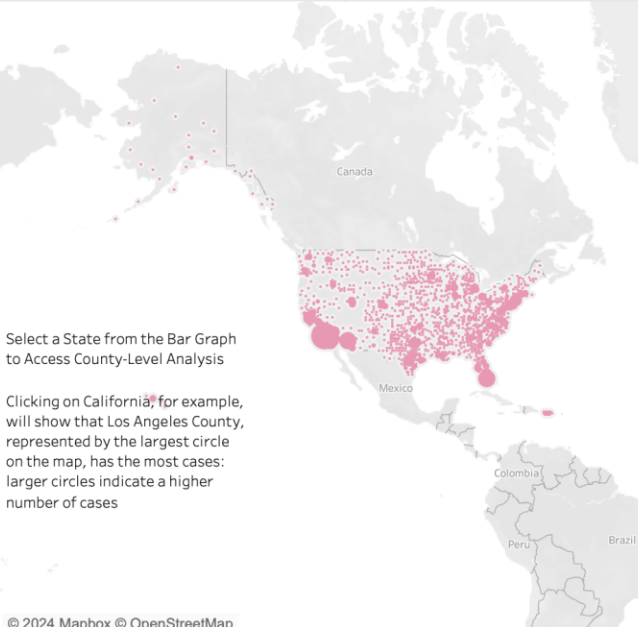 Canada
Select a State from the Bar Graph
to Access County-Level Analysis
Mexico
Clicking on California, for example,
will show that Los Angeles County,
represented by the largest circle
on the map, has the most cases:
larger circles indicate a higher
number of cases
Colombia
Peru
Brazil
© 2024 Mapbox © OpenStreetMap